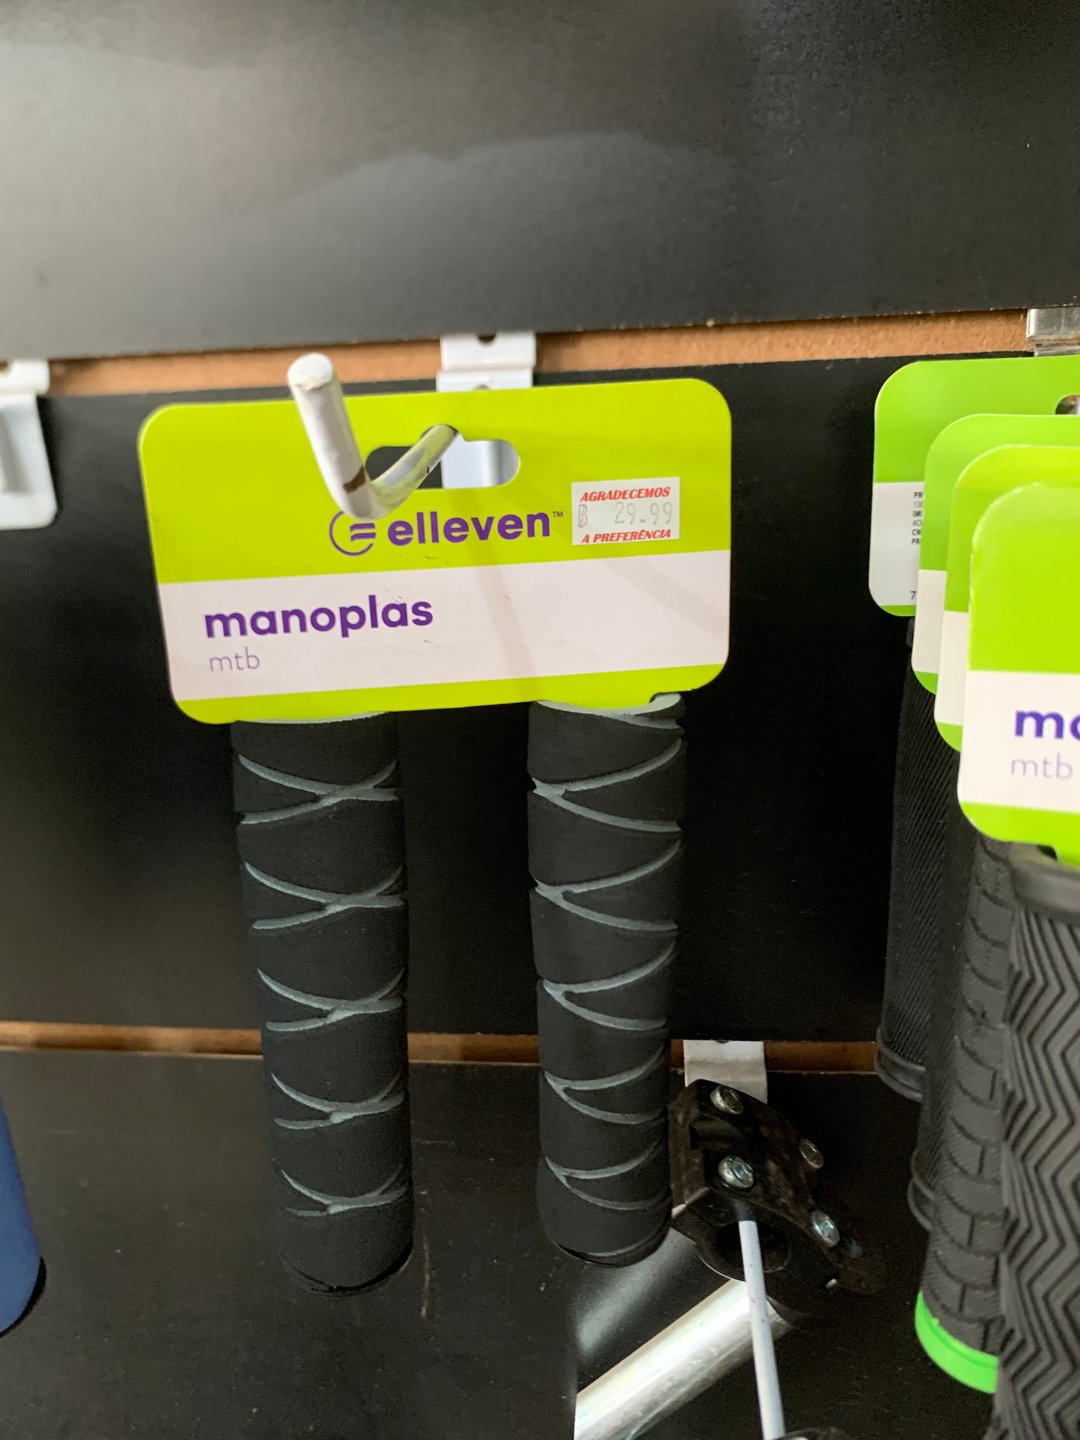 elleven™
AGRADECEMOS
29.99
A PREFERÊNCIA
manoplas
mtb
mtb